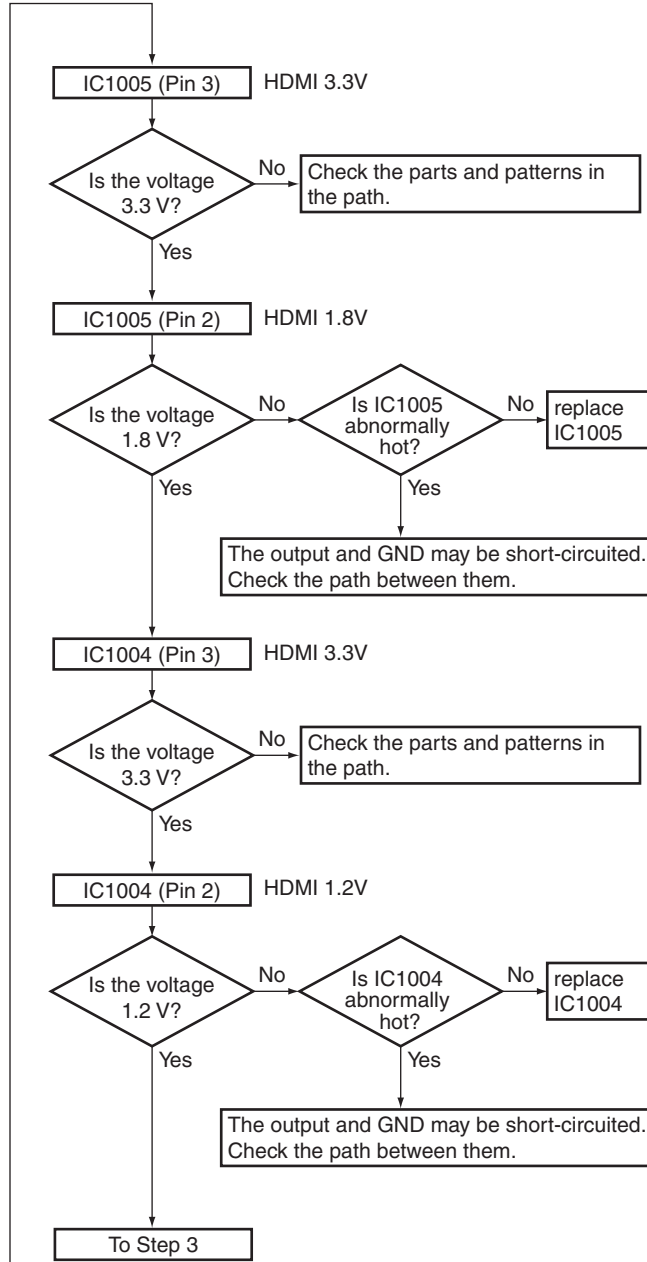 IC1005 (Pin 3)
HDMI 3.3V
Is the voltage
3.3 V?
No
Check the parts and patterns in
the path.
Yes
IC1005 (Pin 2)
HDMI 1.8V
Is the voltage
1.8 V?
No
Is IC1005
abnormally
hot?
No
replace
IC1005
Yes
Yes
The output and GND may be short-circuited.
Check the path between them.
IC1004 (Pin 3)
HDMI 3.3V
Is the voltage
3.3 V?
No
Check the parts and patterns in
the path.
Yes
IC1004 (Pin 2)
HDMI 1.2V
Is the voltage
1.2 V?
No
Is IC1004
abnormally
hot?
No
replace
IC1004
Yes
Yes
The output and GND may be short-circuited.
Check the path between them.
To Step 3